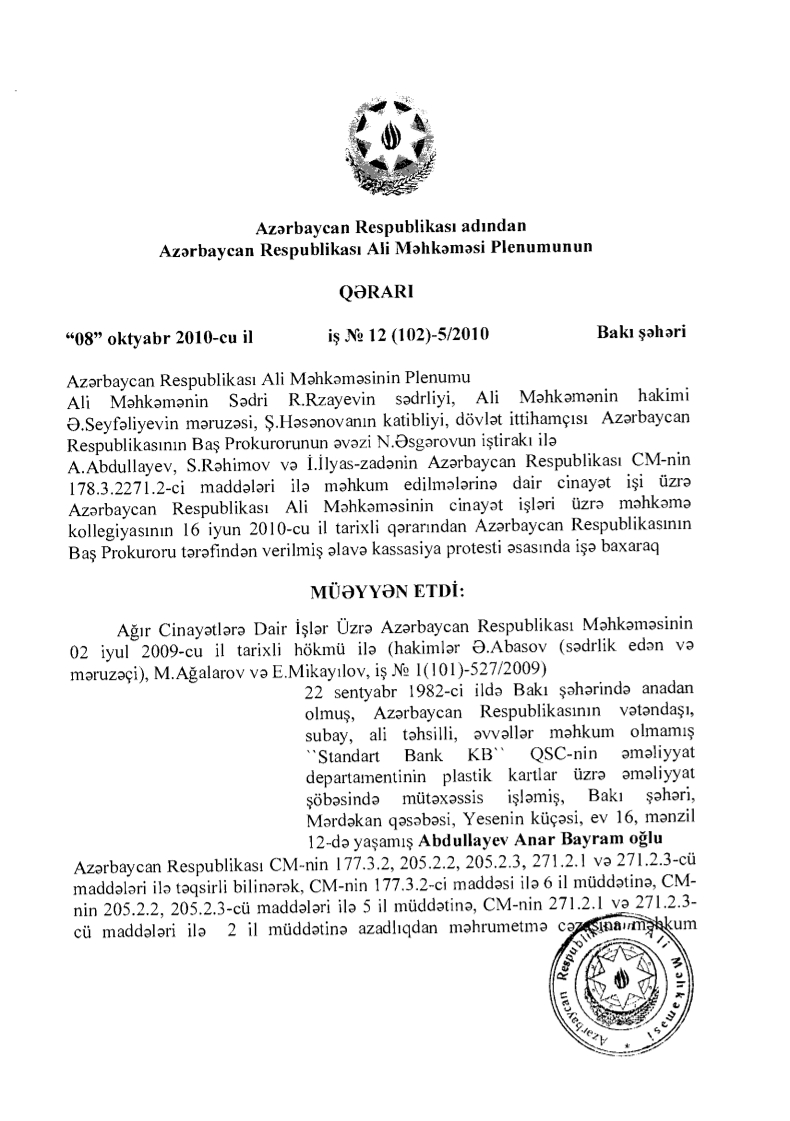 Azərbaycan Respublikası adından
Azərbaycan Respublikası Ali Məhkəməsi Plenumunun
QƏRARI
“08” oktyabr 2010-cu il iş № 12 (102)-5/2010 Bakı şəhəri
Azərbaycan Respublikası Ali Məhkəməsinin Plenumu
Ali Məhkəmənin Sədri R.Rzayevin sədrliyi, Ali Məhkəmənin hakimi
Ə.Seyfəliyevin məruzəsi, Ş.Həsənovanın katibliyi, dövlət ittihamçısı Azərbaycan
Respublikasının Baş Prokurorunun əvəzi N.Əsgərovun iştirakı ilə
A.Abdullayev, S.Rəhimov və İ.İlyas-zadənin Azərbaycan Respublikası CM-nin
178.3.2271.2-ci maddələri ilə məhkum edilmələrinə dair cinayət işi üzrə
Azərbaycan Respublikası Ali Məhkəməsinin cinayət işləri üzrə məhkəmə
kollegiyasının 16 iyun 2010-cu il tarixli qərarından Azərbaycan Respublikasının
Baş Prokuroru tərəfindən verilmiş əlavə kassasiya protesti əsasında işə baxaraq
MÜƏYYƏN ETDİ:
Ağır Cinayətlərə Dair İşlər Üzrə Azərbaycan Respublikası Məhkəməsinin
02 iyul 2009-cu il tarixli hökmü ilə (hakimlər Ə.Abasov (sədrlik edən və
məruzəçi), M.Ağalarov və E.Mikayılov, iş № 1(101)-527/2009)
22 sentyabr 1982-ci ildə Bakı şəhərində anadan
olmuş, Azərbaycan Respublikasının vətəndaşı,
subay, ali təhsilli, əvvəllər məhkum olmamış
``Standart Bank KB`` QSC-nin əməliyyat
departamentinin plastik kartlar üzrə əməliyyat
şöbəsində mütəxəssis işləmiş, Bakı şəhəri,
Mərdəkan qəsəbəsi, Yesenin küçəsi, ev 16, mənzil
12-də yaşamış Abdullayev Anar Bayram oğlu
Azərbaycan Respublikası CM-nin 177.3.2, 205.2.2, 205.2.3, 271.2.1 və 271.2.3-cü
maddələri ilə təqsirli bilinərək, CM-nin 177.3.2-ci maddəsi ilə 6 il müddətinə, CM-
nin 205.2.2, 205.2.3-cü maddələri ilə 5 il müddətinə, CM-nin 271.2.1 və 271.2.3-
cü maddələri ilə 2 il müddətinə azadlıqdan məhrumetmə cəzasına məhkum
Azərbaycan Respublikasının Ali Məhkəməsi *